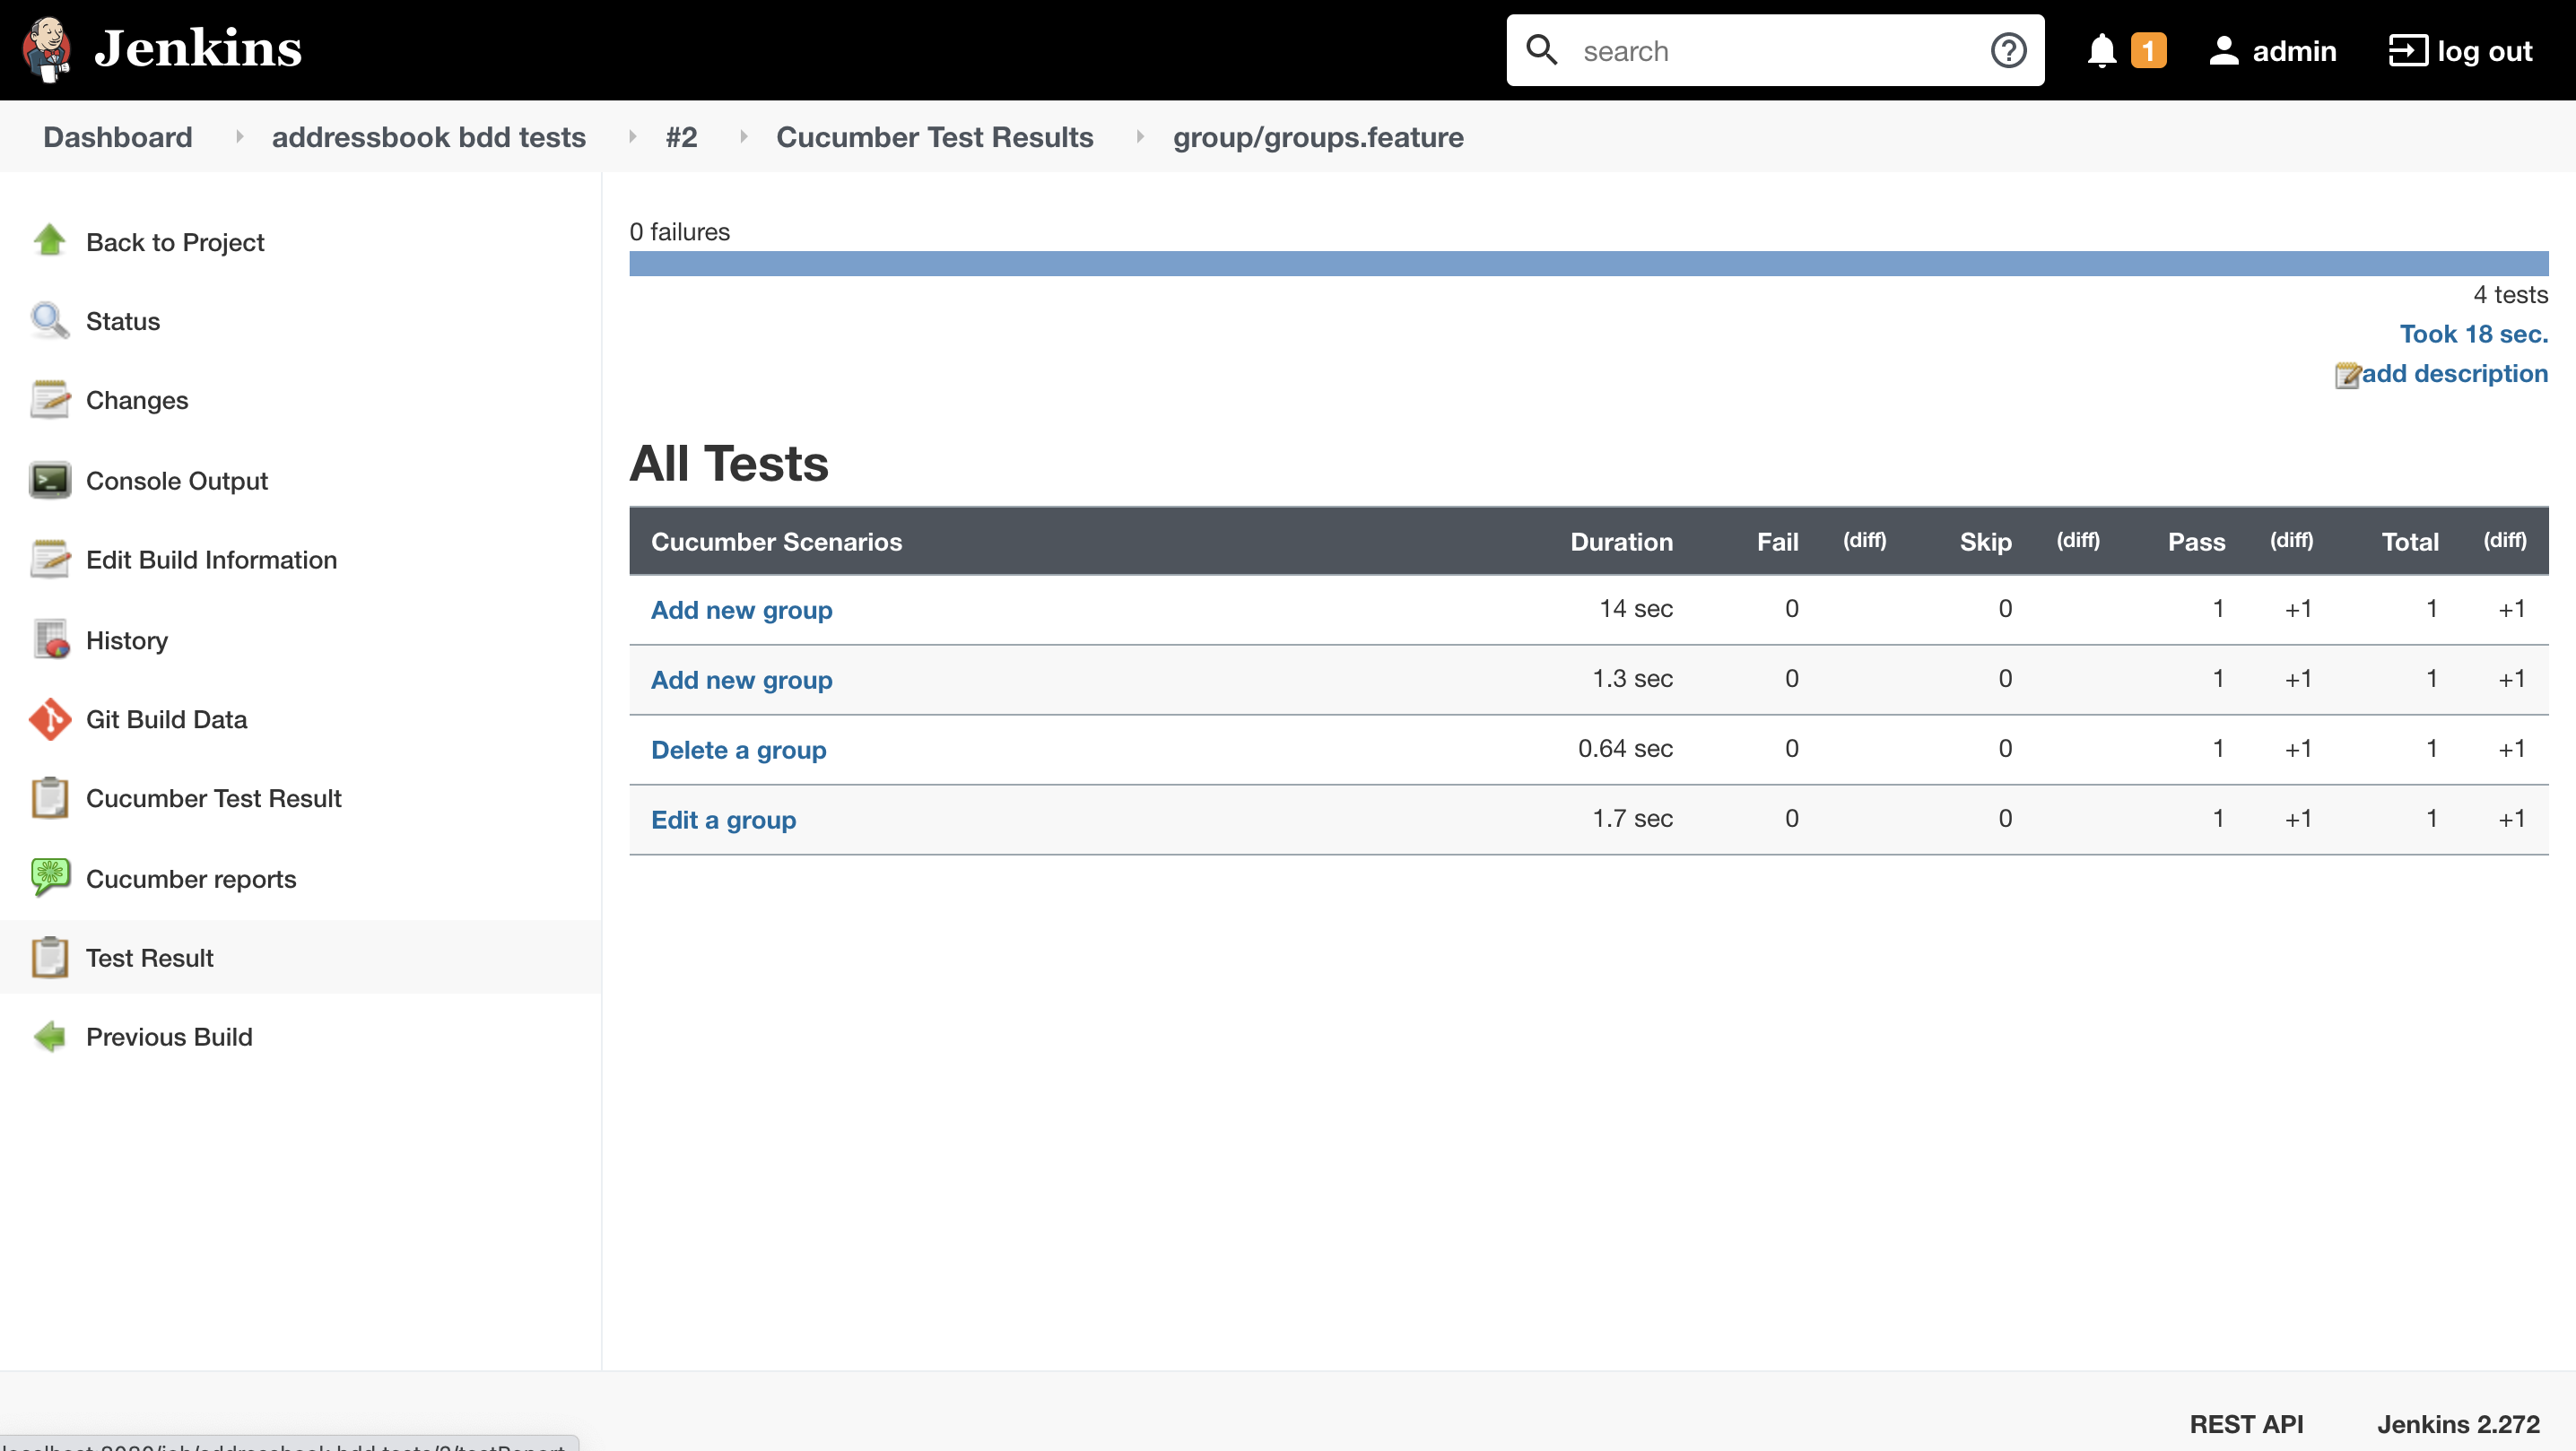 Jenkins
search
1
admin
log out
Dashboard
addressbook bdd tests
#2
Cucumber Test Results
group/groups.feature
Back to Project
Status
Changes
Console Output
Edit Build Information
History
Git Build Data
Cucumber Test Result
Cucumber reports
Test Result
Previous Build
0 failures
4 tests
Took 18 sec.
add description
All Tests
Cucumber Scenarios Duration Fail (diff) Skip (diff) Pass (diff) Total (diff)
Add new group 14 sec 0 0 1 +1 1 +1
Add new group 1.3 sec 0 0 1 +1 1 +1
Delete a group 0.64 sec 0 0 1 +1 1 +1
Edit a group 1.7 sec 0 0 1 +1 1 +1
REST API
Jenkins 2.272